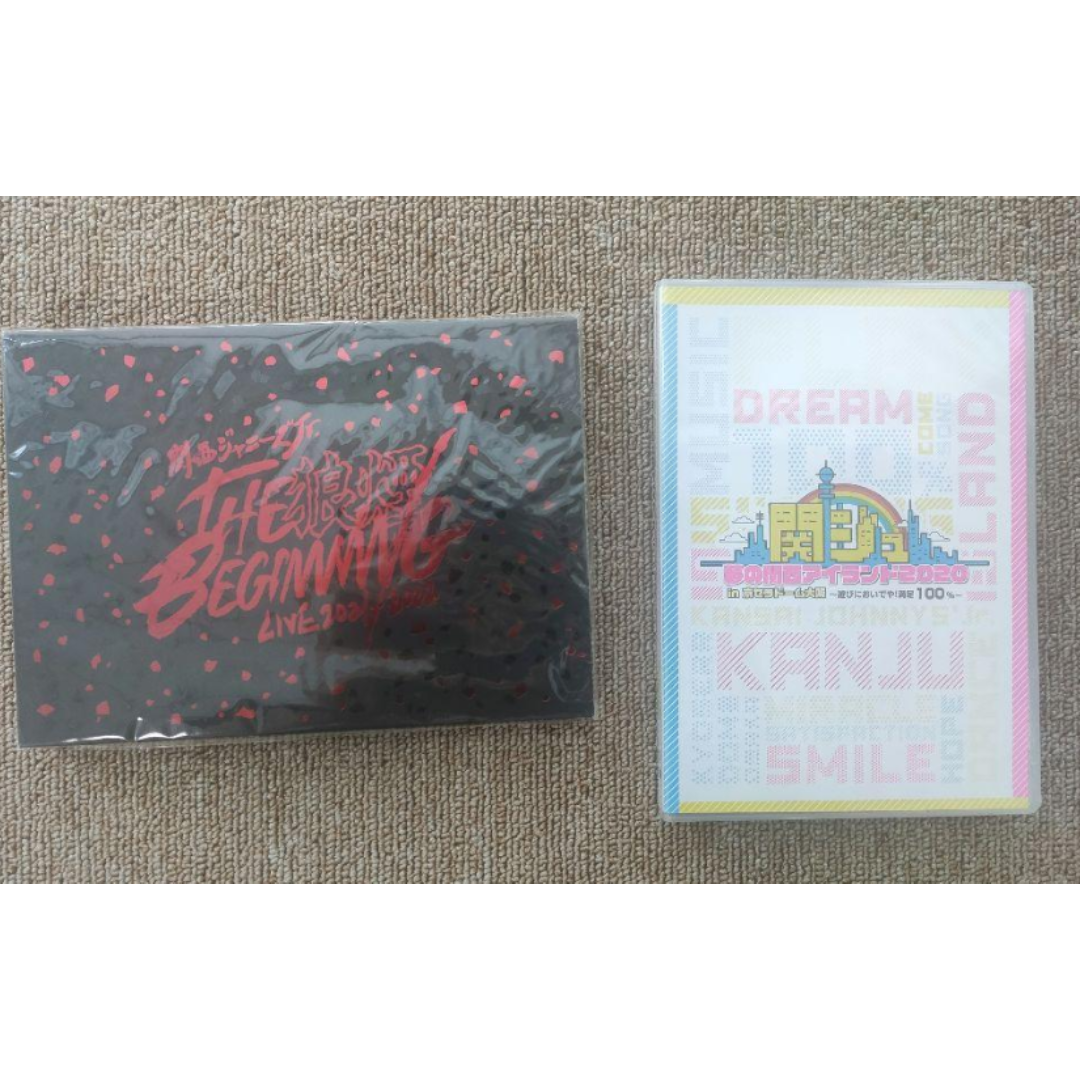 関西ジャニーズJr.
THE 狼煙
BEGINNING
LIVE 2021
DREAM
100
COME
SONG
MUSIC
ISLAND
関ジュ
夢の関西アイランド2020
in 京セラドーム大阪 ～遊びにおいでや!満足100%～
KANSAI JOHNNYS' Jr.
KANJU
MIRACLE
SATISFACTION
SMILE
HOPE
DANCE